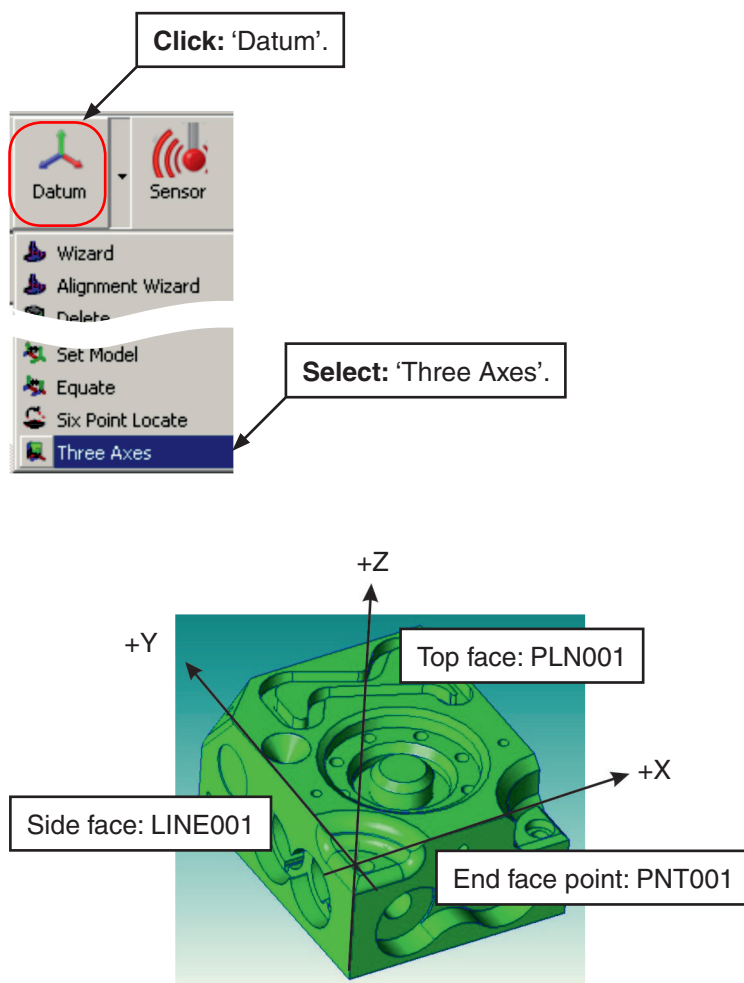 Click: ‘Datum’.
Datum
Sensor
Wizard
Alignment Wizard
Delete
Set Model
Equate
Select: ‘Three Axes’.
Six Point Locate
Three Axes
+Z
+Y
Top face: PLN001
+X
Side face: LINE001
End face point: PNT001